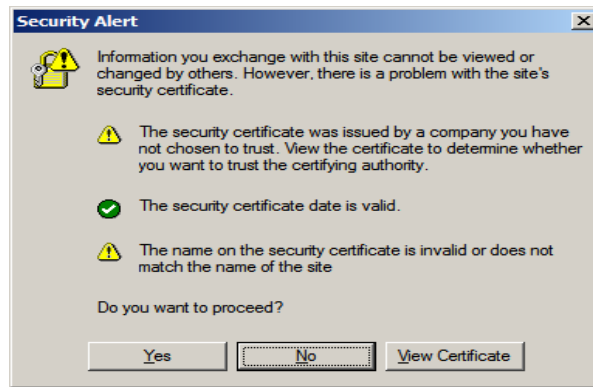 Security Alert
Information you exchange with this site cannot be viewed or
changed by others. However, there is a problem with the site's
security certificate.
The security certificate was issued by a company you have
not chosen to trust. View the certificate to determine whether
you want to trust the certifying authority.
The security certificate date is valid.
The name on the security certificate is invalid or does not
match the name of the site
Do you want to proceed?
Yes No View Certificate